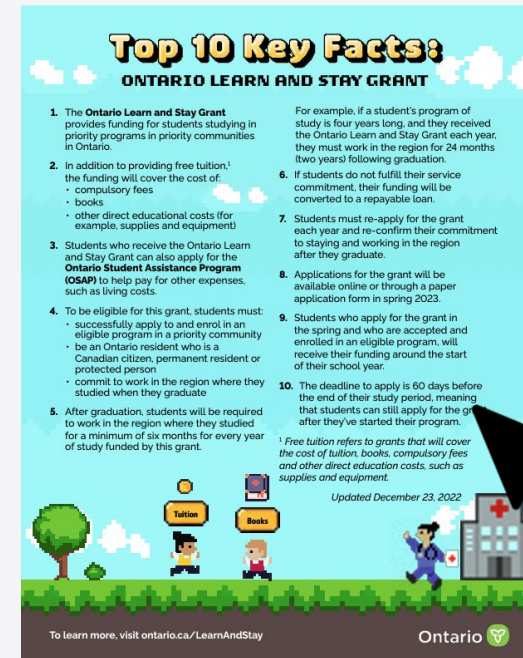 Top 10 Key Facts:
ONTARIO LEARN AND STAY GRANT
1. The Ontario Learn and Stay Grant
provides funding for students studying in
priority programs in priority communities
in Ontario.
2. In addition to providing free tuition,¹
the funding will cover the cost of:
• compulsory fees
• books
• other direct educational costs (for
example, supplies and equipment)
3. Students who receive the Ontario Learn
and Stay Grant can also apply for the
Ontario Student Assistance Program
(OSAP) to help pay for other expenses,
such as living costs.
4. To be eligible for this grant, students must:
• successfully apply to and enrol in an
eligible program in a priority community
• be an Ontario resident who is a
Canadian citizen, permanent resident or
protected person
• commit to work in the region where they
studied when they graduate
5. After graduation, students will be required
to work in the region where they studied
for a minimum of six months for every year
of study funded by this grant.
For example, if a student's program of
study is four years long, and they received
the Ontario Learn and Stay Grant each year,
they must work in the region for 24 months
(two years) following graduation.
6. If students do not fulfill their service
commitment, their funding will be
converted to a repayable loan.
7. Students must re-apply for the grant
each year and re-confirm their commitment
to staying and working in the region
after they graduate.
8. Applications for the grant will be
available online or through a paper
application form in spring 2023.
9. Students who apply for the grant in
the spring and who are accepted and
enrolled in an eligible program, will
receive their funding around the start
of their school year.
10. The deadline to apply is 60 days before
the end of their study period, meaning
that students can still apply for the
after they've started their program.
¹ Free tuition refers to grants that will cover
the cost of tuition, books, compulsory fees
and other direct education costs, such as
supplies and equipment.
Updated December 23, 2022
Tuition
Books
To learn more, visit ontario.ca/LearnAndStay
Ontario